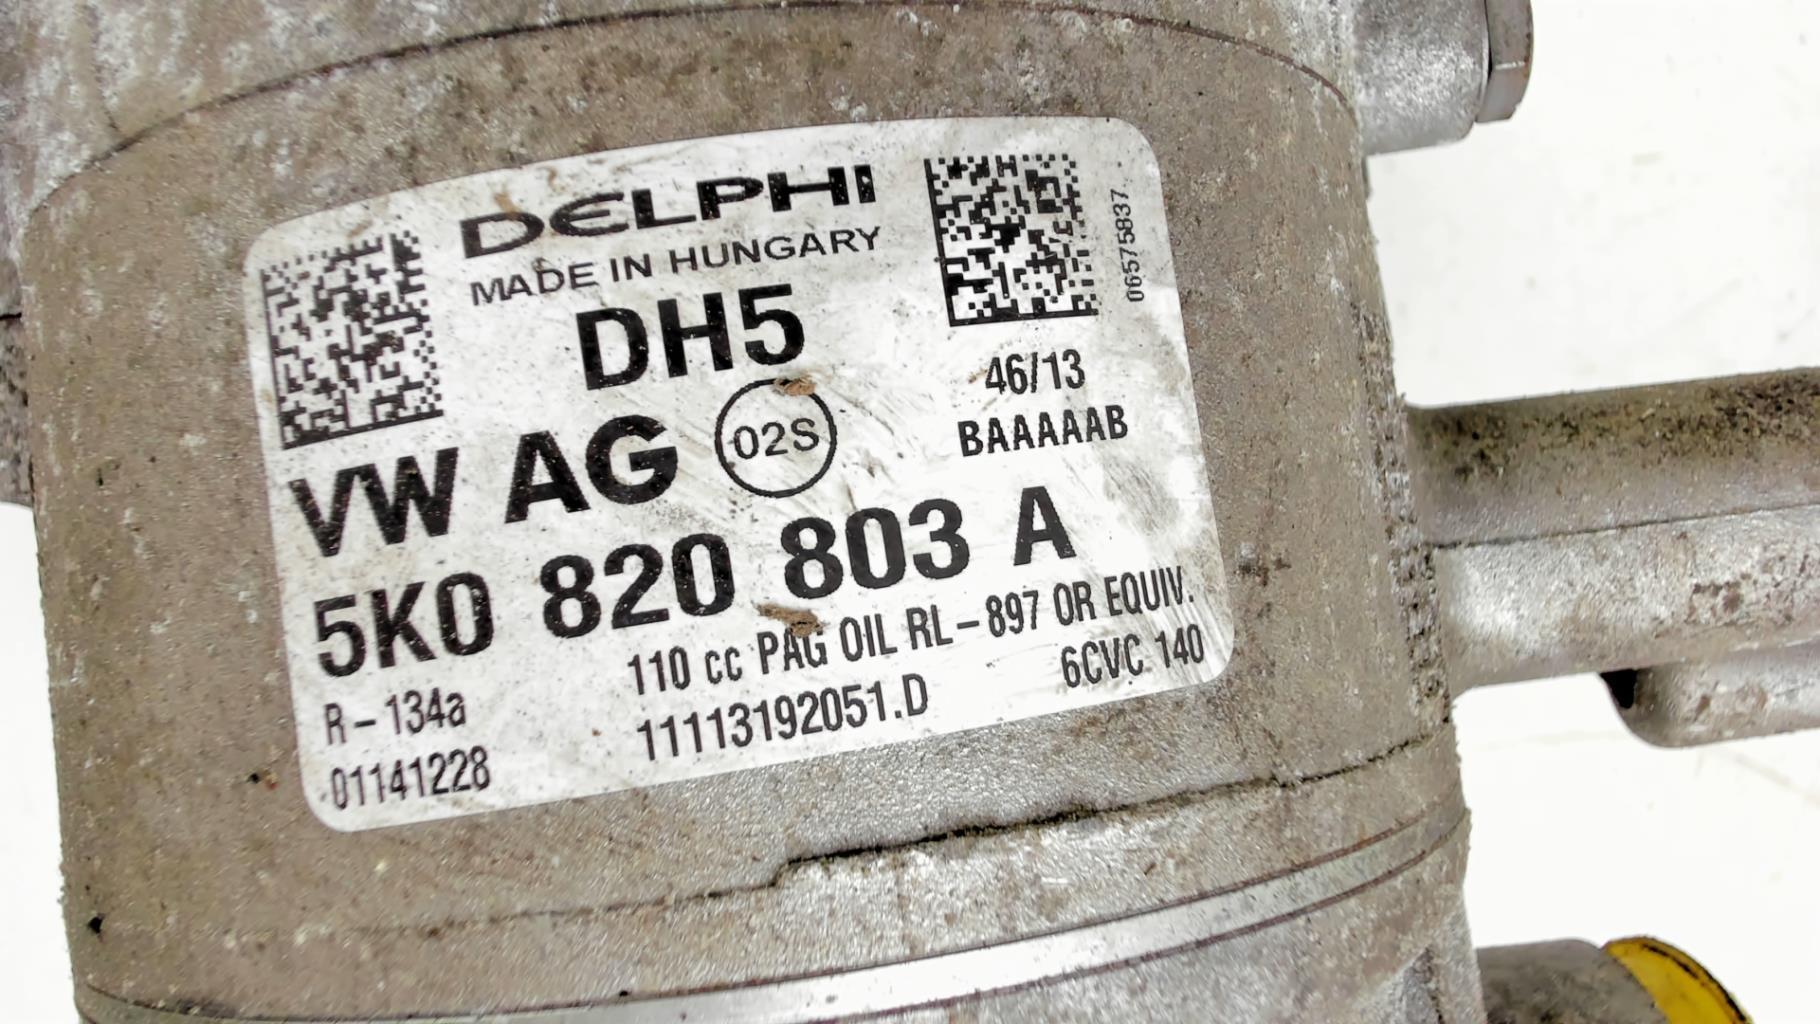 DELPHI
MADE IN HUNGARY
06575837
DH5
46/13
VW AG 02S
BAAAAAB
5K0 820 803 A
110 cc PAG OIL RL-897 OR EQUIV.
R-134a
11113192051.D
6CVC 140
01141228